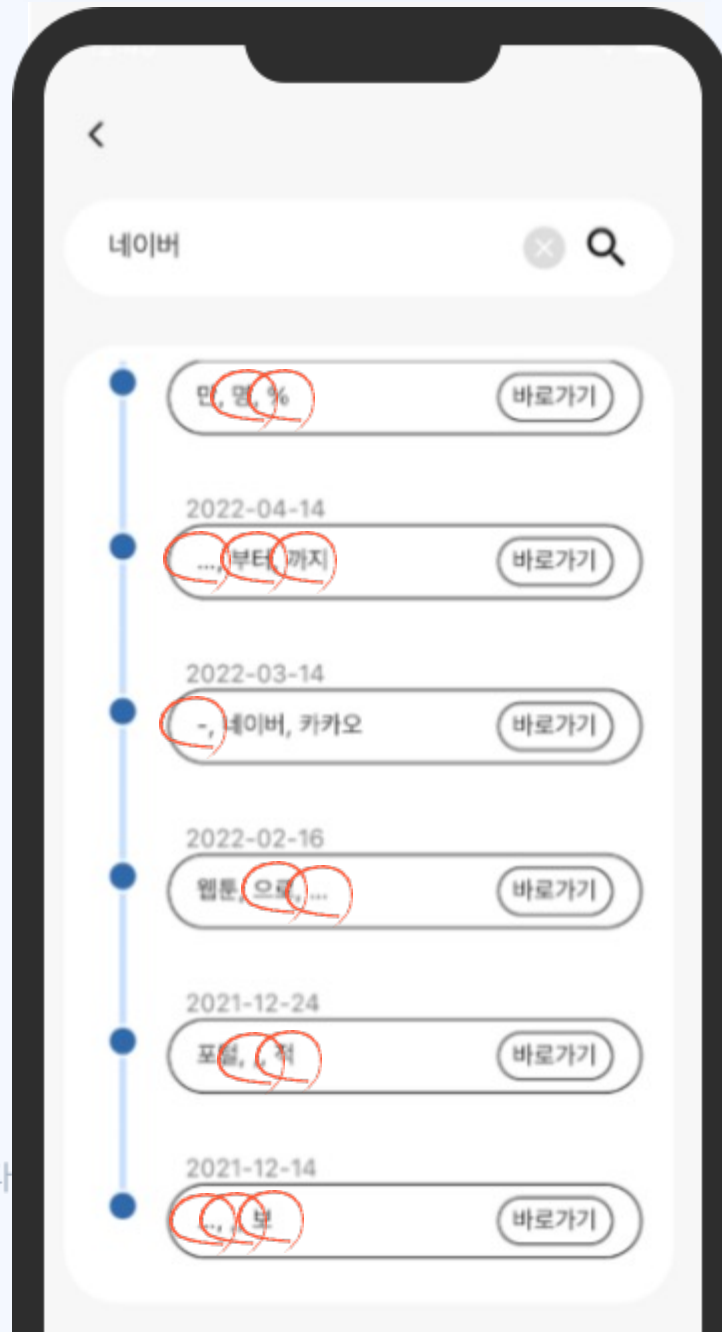 네이버
만, 명, %
바로가기
2022-04-14
..., 부터, 까지
바로가기
2022-03-14
-, 네이버, 카카오
바로가기
2022-02-16
웹툰, 으로, ...
바로가기
2021-12-24
포털, ,, 적
바로가기
2021-12-14
..., ,, 보
바로가기